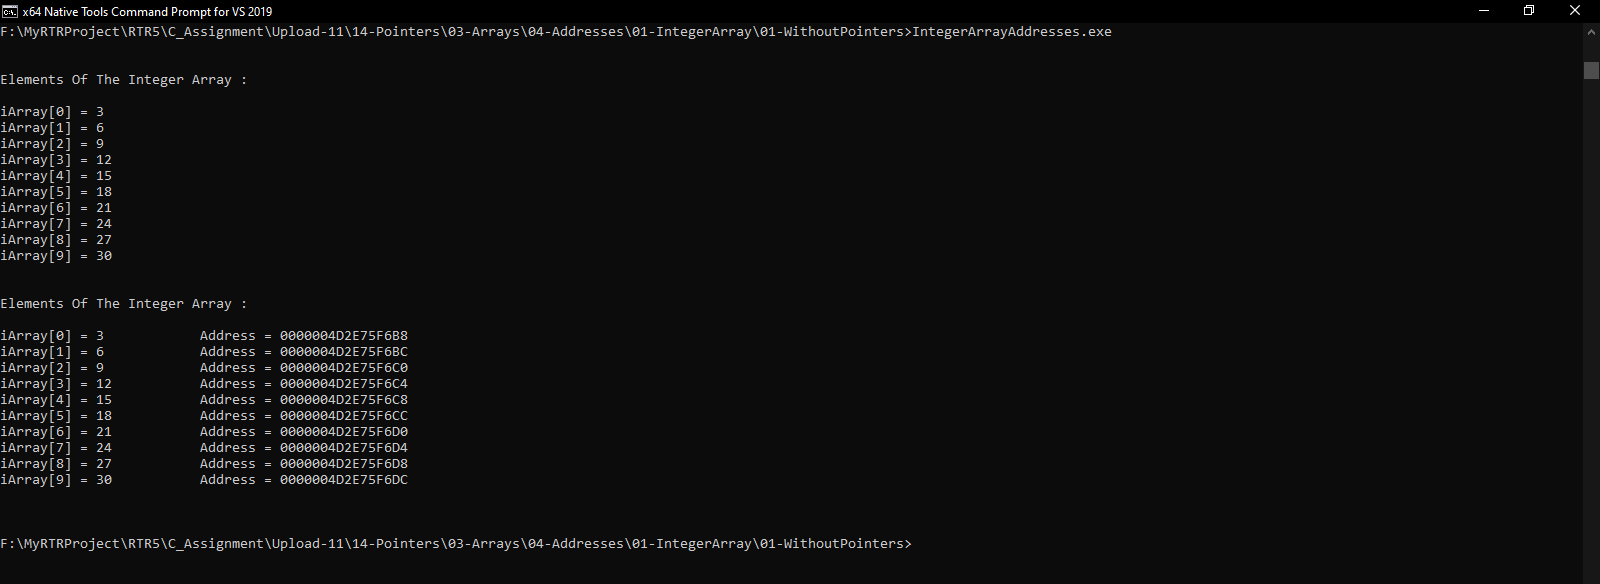 x64 Native Tools Command Prompt for VS 2019
F:\MyRTRProject\RTR5\C_Assignment\Upload-11\14-Pointers\03-Arrays\04-Addresses\01-IntegerArray\01-WithoutPointers>IntegerArrayAddresses.exe
Elements Of The Integer Array :
iArray[0] = 3
iArray[1] = 6
iArray[2] = 9
iArray[3] = 12
iArray[4] = 15
iArray[5] = 18
iArray[6] = 21
iArray[7] = 24
iArray[8] = 27
iArray[9] = 30
Elements Of The Integer Array :
iArray[0] = 3 Address = 0000004D2E75F6B8
iArray[1] = 6 Address = 0000004D2E75F6BC
iArray[2] = 9 Address = 0000004D2E75F6C0
iArray[3] = 12 Address = 0000004D2E75F6C4
iArray[4] = 15 Address = 0000004D2E75F6C8
iArray[5] = 18 Address = 0000004D2E75F6CC
iArray[6] = 21 Address = 0000004D2E75F6D0
iArray[7] = 24 Address = 0000004D2E75F6D4
iArray[8] = 27 Address = 0000004D2E75F6D8
iArray[9] = 30 Address = 0000004D2E75F6DC
F:\MyRTRProject\RTR5\C_Assignment\Upload-11\14-Pointers\03-Arrays\04-Addresses\01-IntegerArray\01-WithoutPointers>